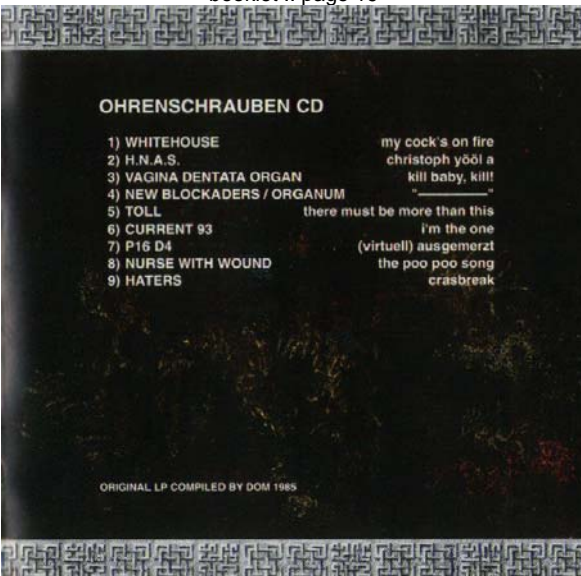 OHRENSCHRAUBEN CD
1) WHITEHOUSE my cock's on fire
2) H.N.A.S. christoph yööl a
3) VAGINA DENTATA ORGAN kill baby, kill!
4) NEW BLOCKADERS / ORGANUM "————"
5) TOLL there must be more than this
6) CURRENT 93 i'm the one
7) P16 D4 (virtuell) ausgemerzt
8) NURSE WITH WOUND the poo poo song
9) HATERS crasbreak
ORIGINAL LP COMPILED BY DOM 1985